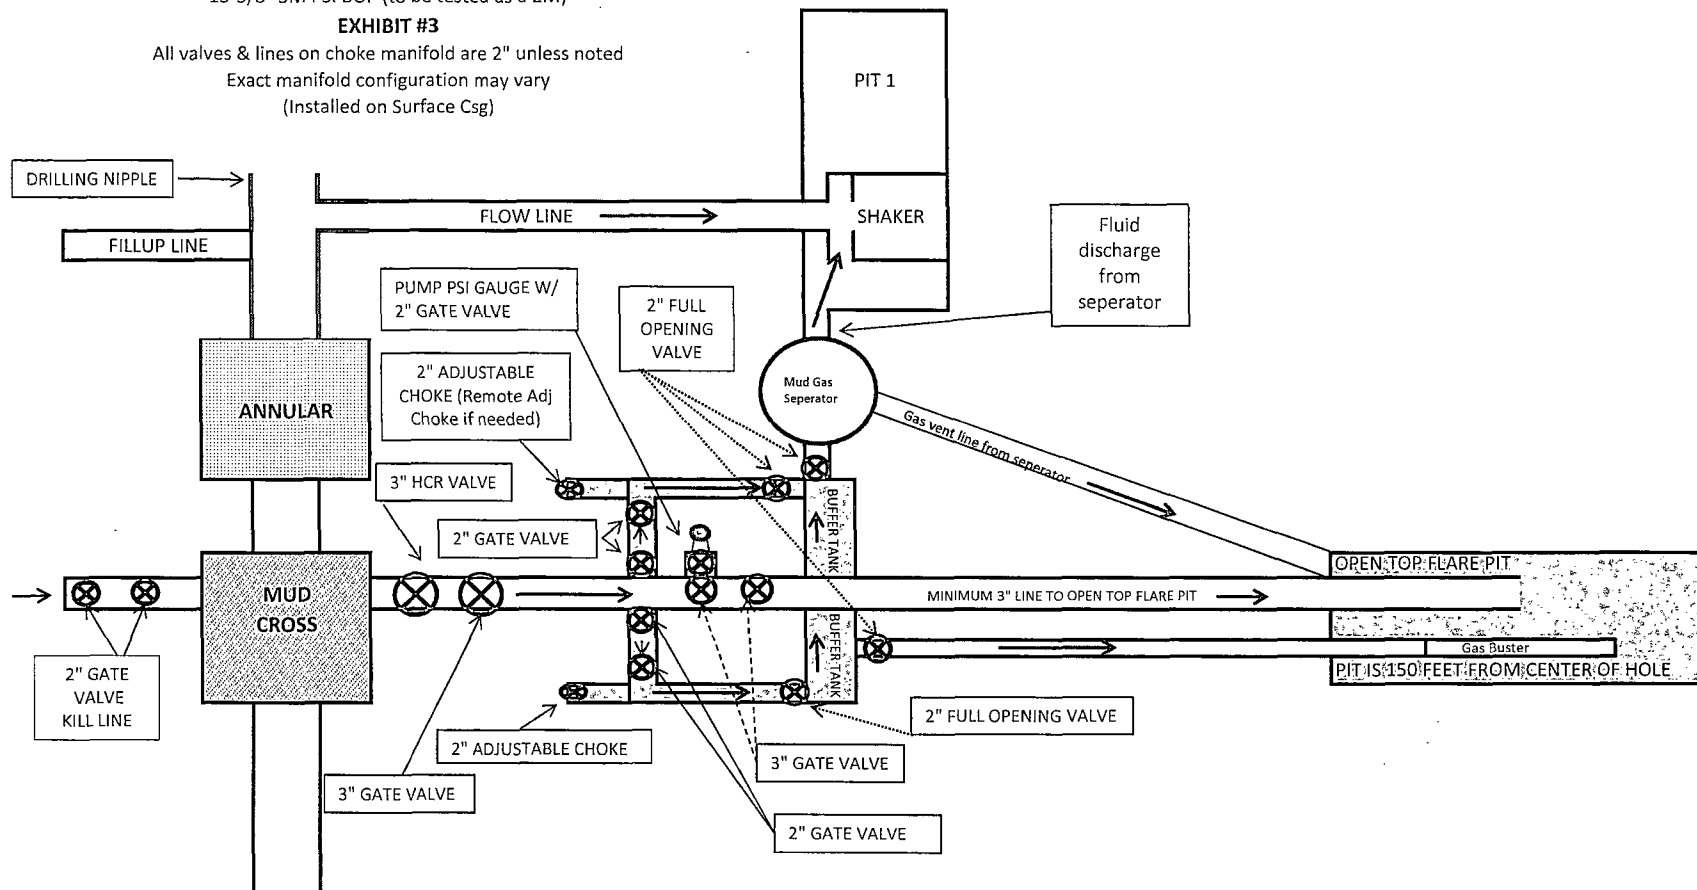 EXHIBIT #3
All valves & lines on choke manifold are 2" unless noted
Exact manifold configuration may vary
(Installed on Surface Csg)
PIT 1
DRILLING NIPPLE
FLOW LINE
SHAKER
FILLUP LINE
Fluid
discharge
from
seperator
PUMP PSI GAUGE W/
2" GATE VALVE
2" FULL
OPENING
VALVE
2" ADJUSTABLE
CHOKE (Remote Adj
Choke if needed)
Mud Gas
Seperator
ANNULAR
Gas vent line from seperator
3" HCR VALVE
2" GATE VALVE
BUFFER TANK
OPEN TOP FLARE PIT
MUD
CROSS
MINIMUM 3" LINE TO OPEN TOP FLARE PIT
BUFFER TANK
Gas Buster
PIT IS 150 FEET FROM CENTER OF HOLE
2" GATE
VALVE
KILL LINE
2" FULL OPENING VALVE
2" ADJUSTABLE CHOKE
3" GATE VALVE
3" GATE VALVE
2" GATE VALVE